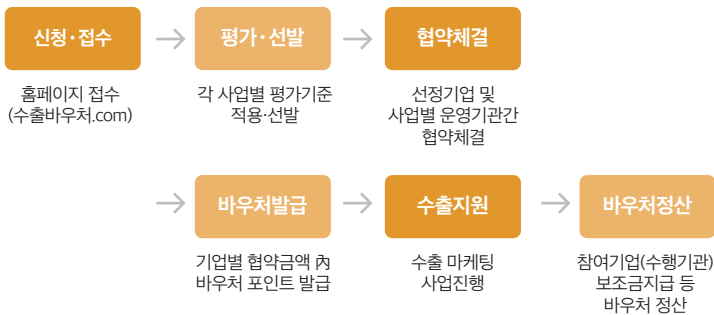 신청·접수
홈페이지 접수
(수출바우처.com)
평가·선발
각 사업별 평가기준
적용·선발
협약체결
선정기업 및
사업별 운영기관간
협약체결
바우처발급
기업별 협약금액 內
바우처 포인트 발급
수출지원
수출 마케팅
사업진행
바우처정산
참여기업(수행기관)
보조금지급 등
바우처 정산